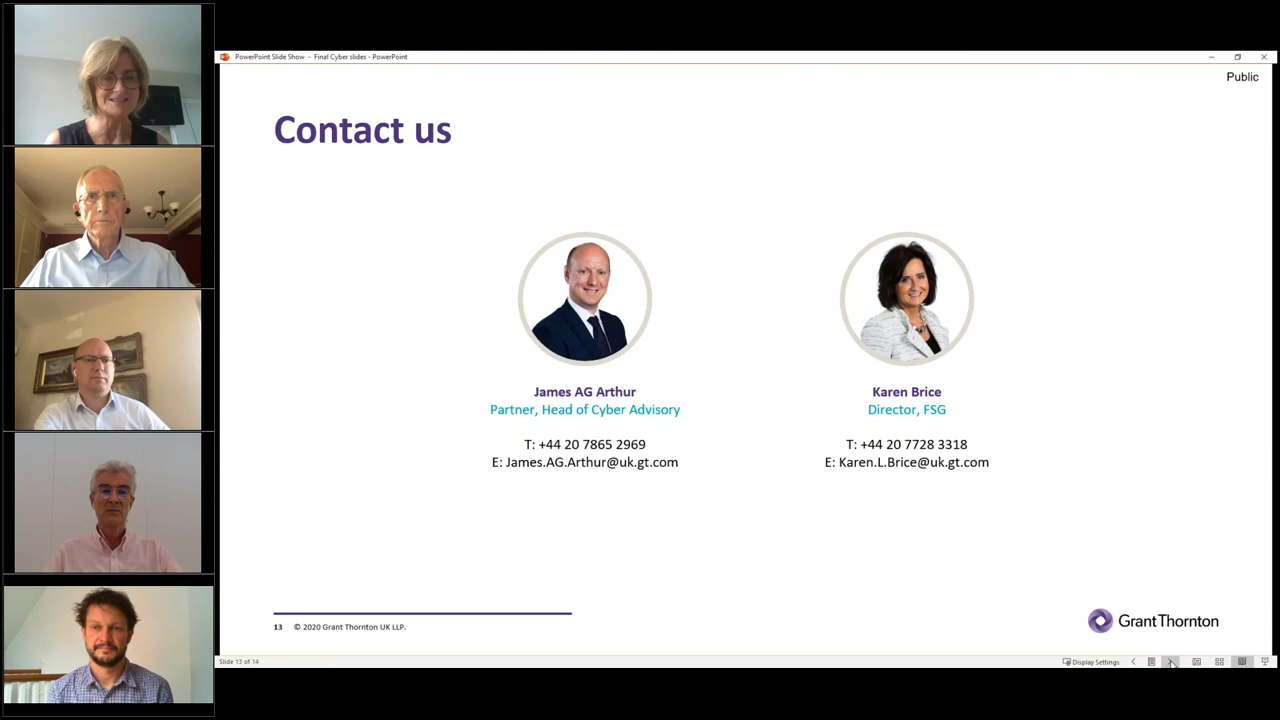 PowerPoint Slide Show - Final Cyber slides - PowerPoint
Public
Contact us
James AG Arthur
Partner, Head of Cyber Advisory
T: +44 20 7865 2969
E: James.AG.Arthur@uk.gt.com
Karen Brice
Director, FSG
T: +44 20 7728 3318
E: Karen.L.Brice@uk.gt.com
13 © 2020 Grant Thornton UK LLP.
GrantThornton
Slide 13 of 14
Display Settings